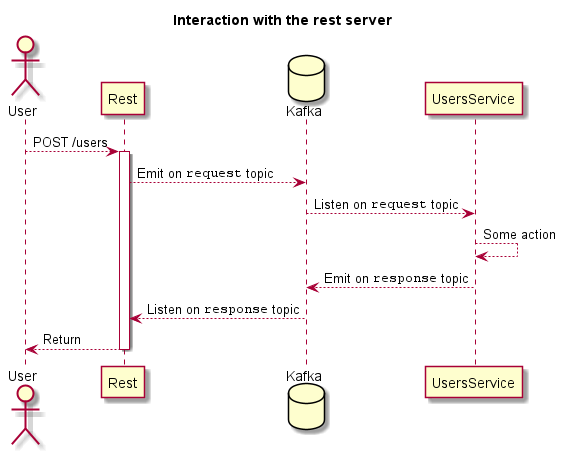 Interaction with the rest server
User
Rest
Kafka
UsersService
POST /users
Emit on request topic
Listen on request topic
Some action
Emit on response topic
Listen on response topic
Return
User
Rest
Kafka
UsersService